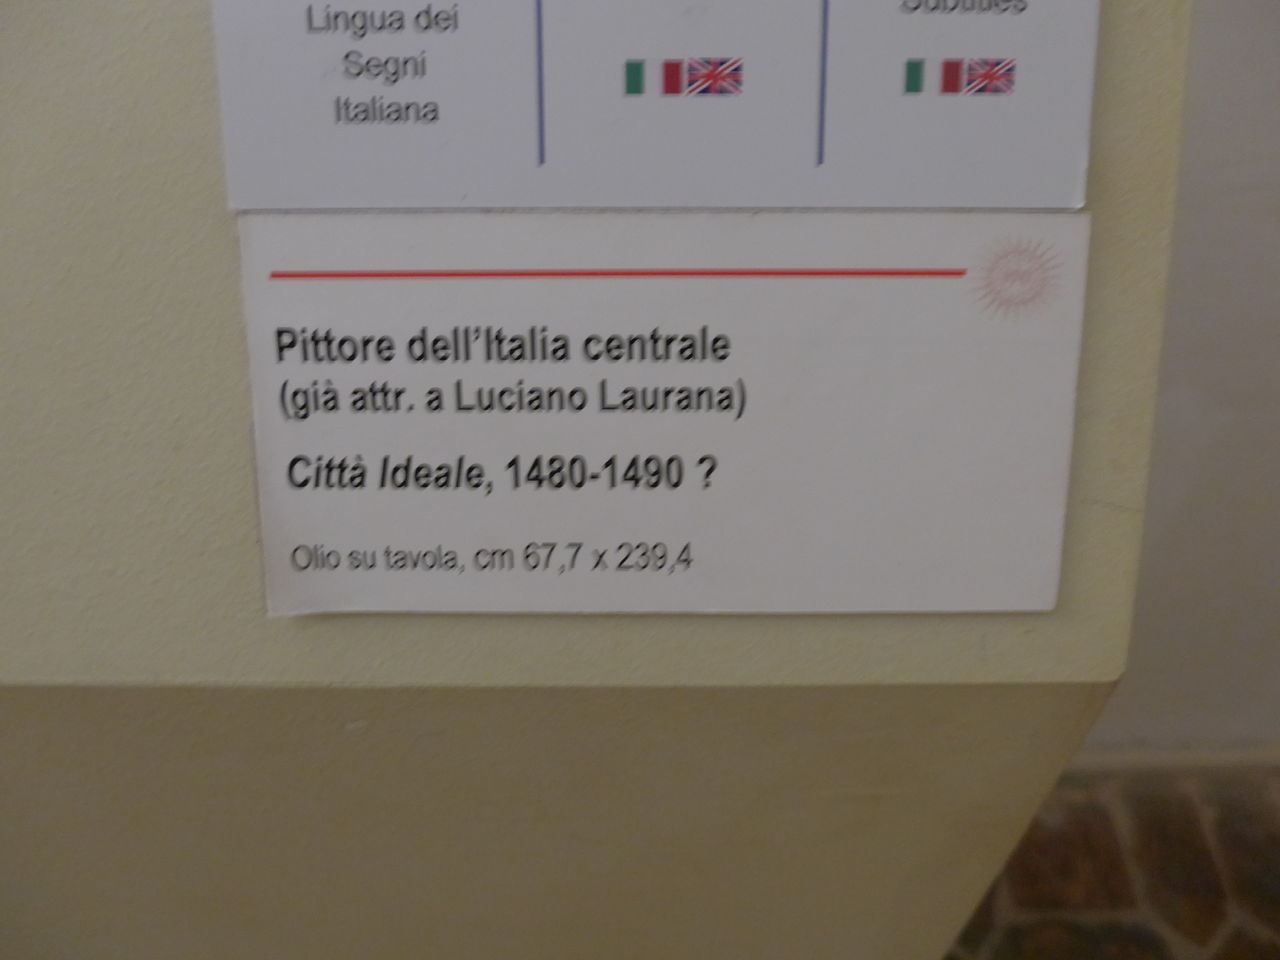 Lingua dei
Segni
Italiana
Subtitles
Pittore dell'Italia centrale
(già attr. a Luciano Laurana)
Città Ideale, 1480-1490 ?
Olio su tavola, cm 67,7 x 239,4